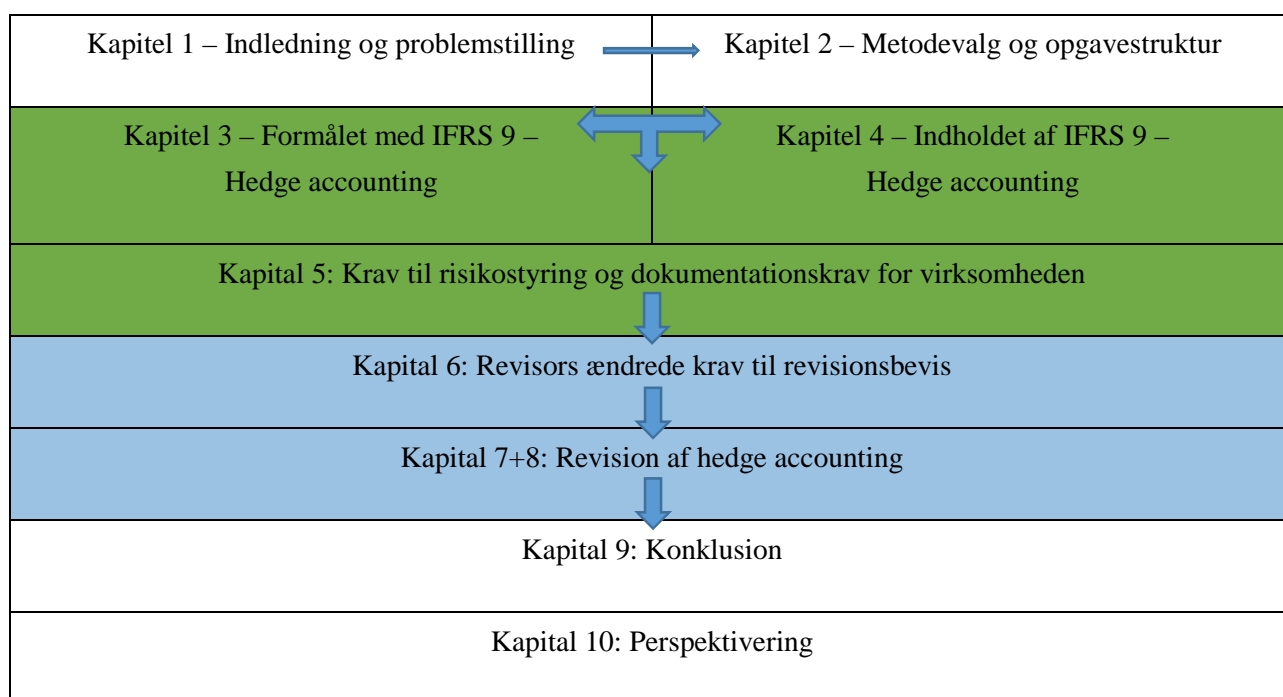 Kapitel 1 – Indledning og problemstilling
Kapitel 2 – Metodevalg og opgavestruktur
Kapitel 3 – Formålet med IFRS 9 –
Hedge accounting
Kapitel 4 – Indholdet af IFRS 9 –
Hedge accounting
Kapital 5: Krav til risikostyring og dokumentationskrav for virksomheden
Kapital 6: Revisors ændrede krav til revisionsbevis
Kapital 7+8: Revision af hedge accounting
Kapital 9: Konklusion
Kapital 10: Perspektivering